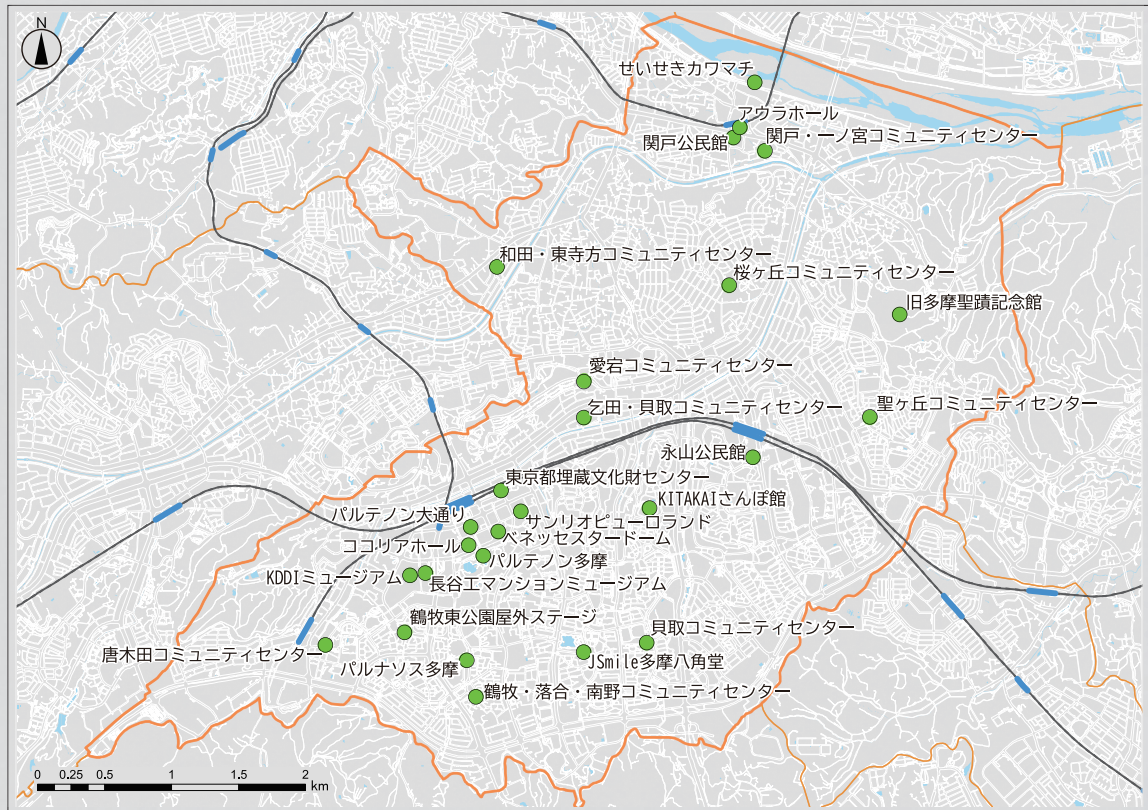 N
せいせきカワマチ
アウラホール
関戸公民館
関戸・一ノ宮コミュニティセンター
和田・東寺方コミュニティセンター
桜ヶ丘コミュニティセンター
旧多摩聖蹟記念館
愛宕コミュニティセンター
乞田・貝取コミュニティセンター
聖ヶ丘コミュニティセンター
永山公民館
東京都埋蔵文化財センター
KITAKAIさんぽ館
パルテノン大通り
サンリオピューロランド
ベネッセスタードーム
ココリアホール
パルテノン多摩
KDDIミュージアム
長谷工マンションミュージアム
鶴牧東公園屋外ステージ
貝取コミュニティセンター
唐木田コミュニティセンター
パルナソス多摩
JSmile多摩八角堂
鶴牧・落合・南野コミュニティセンター
0 0.25 0.5 1 1.5 2
km